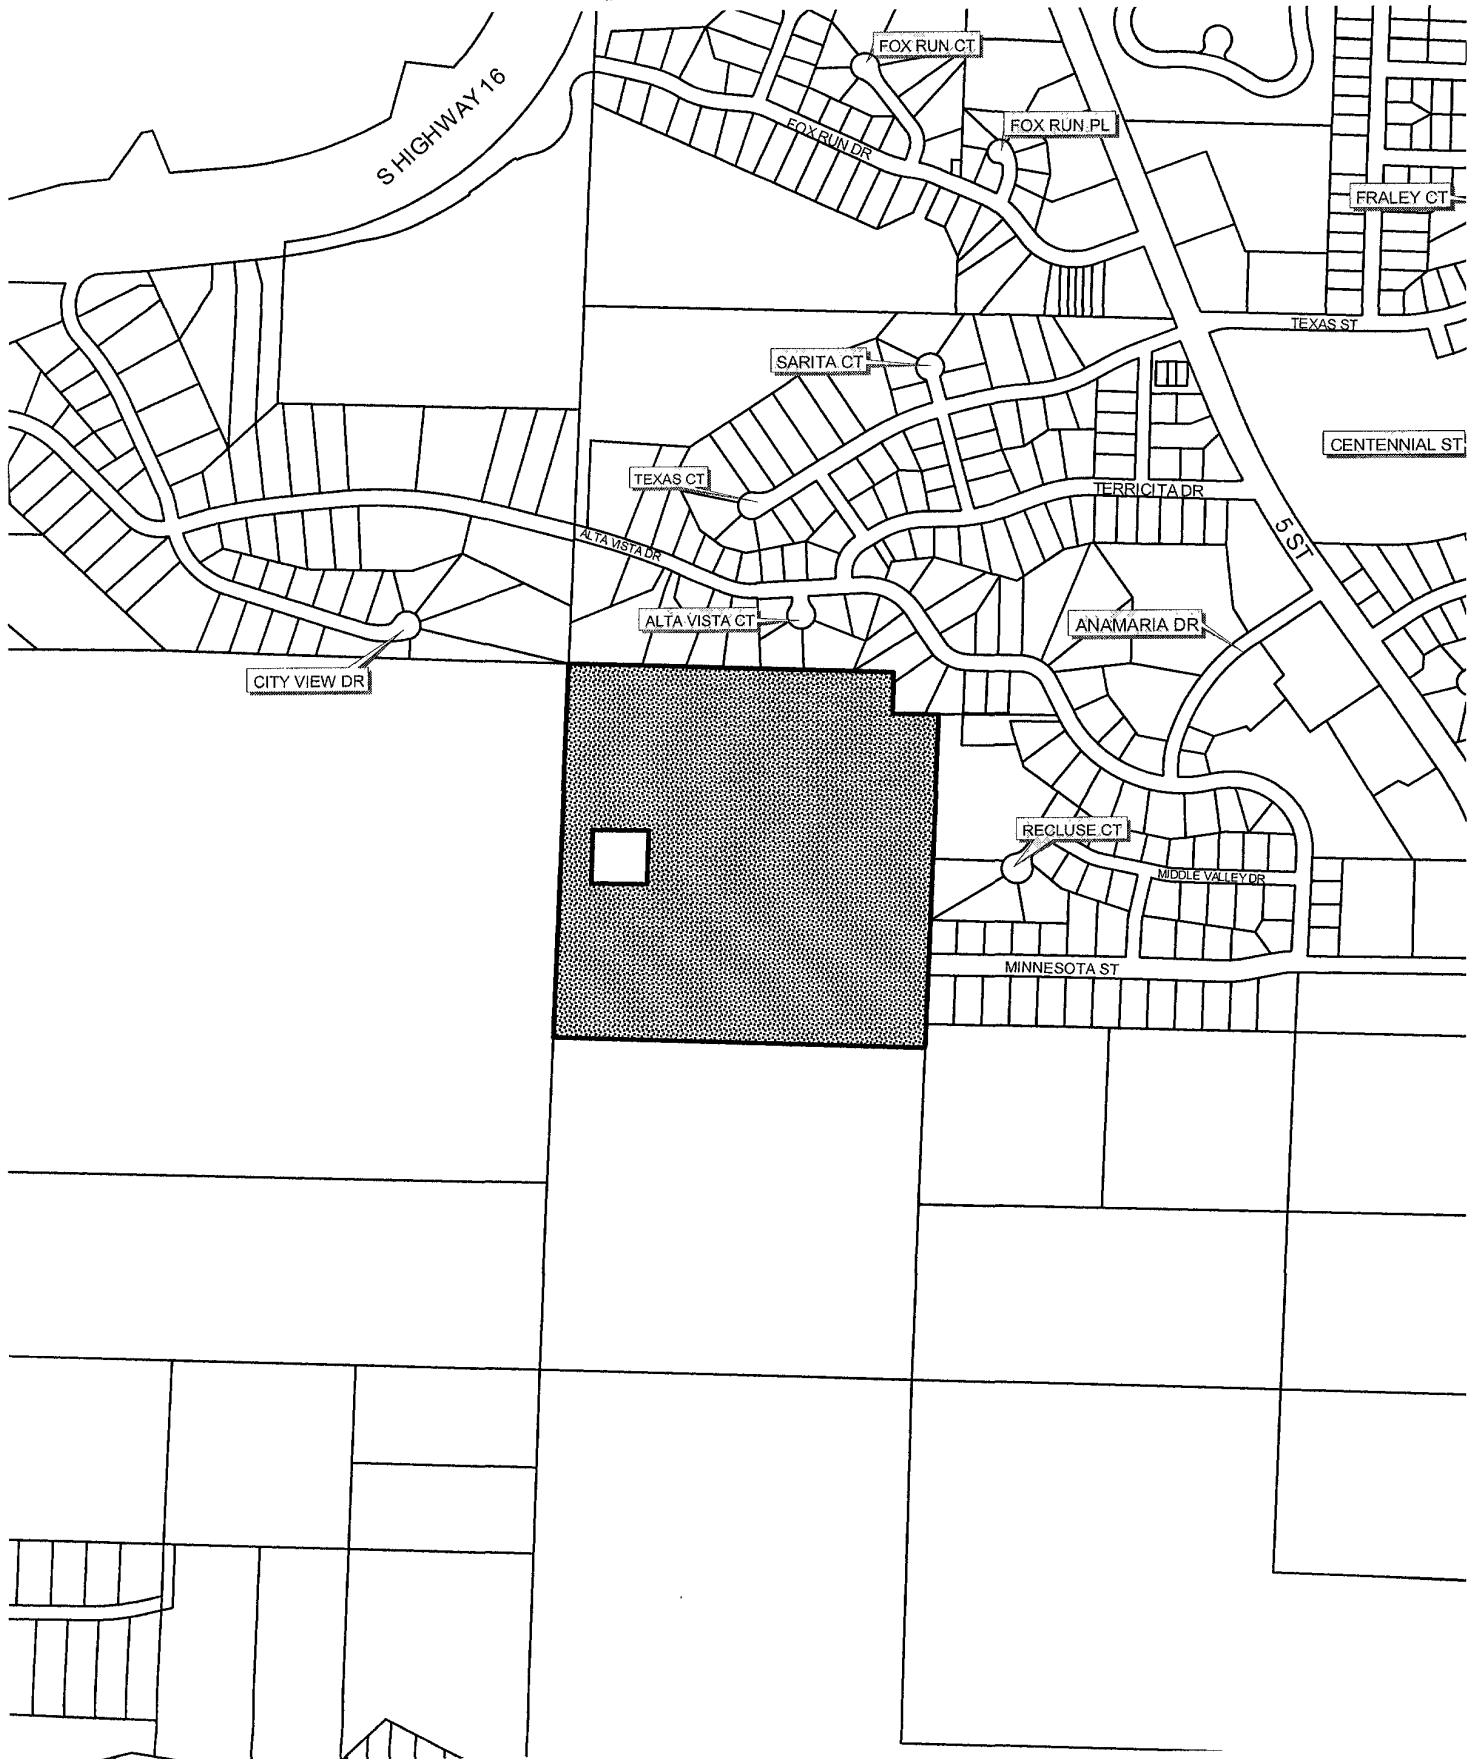 FOX RUN CT
S HIGHWAY 16
FOX RUN PL
FOX RUN DR
FRALEY CT
TEXAS ST
SARITA CT
CENTENNIAL ST
TEXAS CT
TERRICITA DR
5 ST
ALTA VISTA DR
ALTA VISTA CT
ANAMARIA DR
CITY VIEW DR
RECLUSE CT
MIDDLE VALLEY DR
MINNESOTA ST